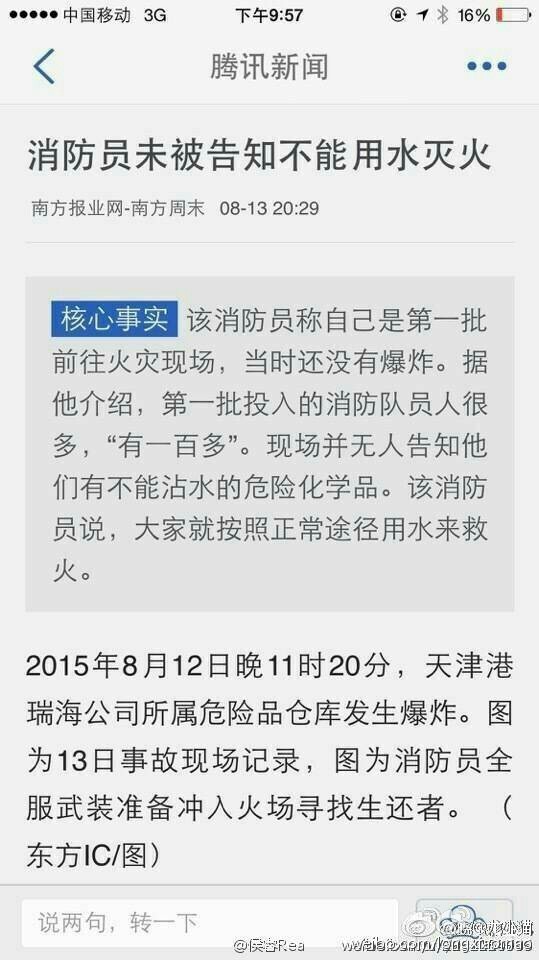 中国移动 3G 下午9:57 16%
腾讯新闻
消防员未被告知不能用水灭火
南方报业网-南方周末 08-13 20:29
核心事实 该消防员称自己是第一批
前往火灾现场，当时还没有爆炸。据
他介绍，第一批投入的消防队员人很
多，“有一百多”。现场并无人告知他
们有不能沾水的危险化学品。该消防
员说，大家就按照正常途径用水来救
火。
2015年8月12日晚11时20分，天津港
瑞海公司所属危险品仓库发生爆炸。图
为13日事故现场记录，图为消防员全
服武装准备冲入火场寻找生还者。（
东方IC/图）
说两句，转一下